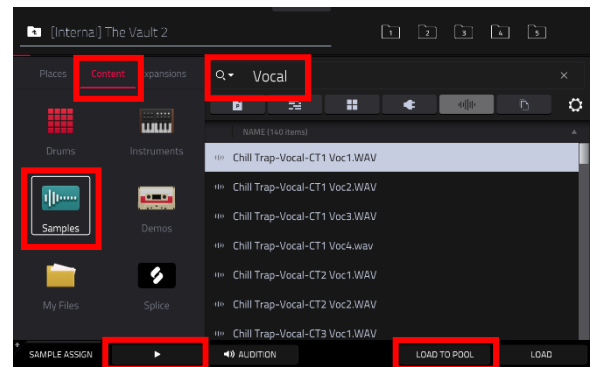 [Internal] The Vault 2
1 2 3 4 5
Places Content Expansions
Vocal ×
NAME (140 items)
Drums Instruments
Chill Trap-Vocal-CT1 Voc1.WAV
Chill Trap-Vocal-CT1 Voc2.WAV
Chill Trap-Vocal-CT1 Voc3.WAV
Samples Demos
Chill Trap-Vocal-CT1 Voc4.wav
Chill Trap-Vocal-CT2 Voc1.WAV
My Files Splice
Chill Trap-Vocal-CT2 Voc2.WAV
Chill Trap-Vocal-CT3 Voc1.WAV
SAMPLE ASSIGN AUDITION LOAD TO POOL LOAD